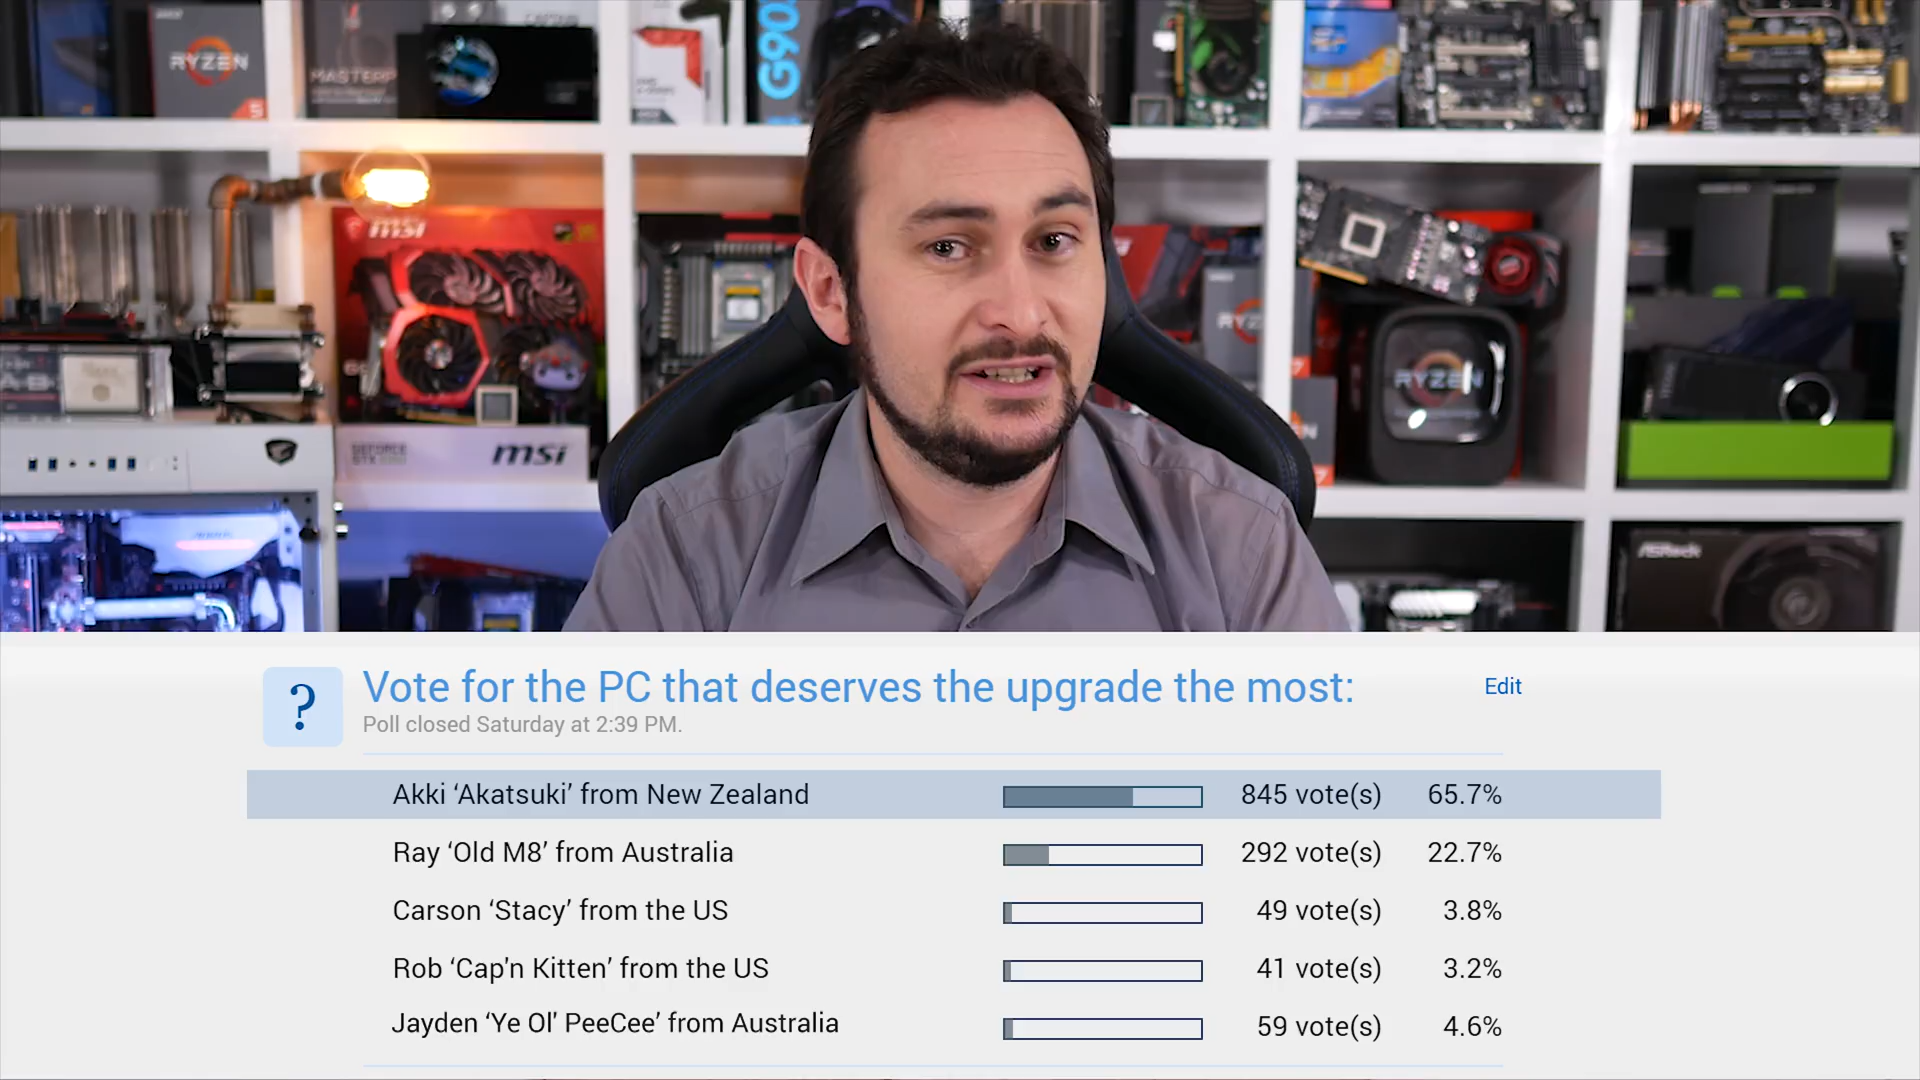 RYZEN
MASTERP
G903
msi
GEFORCE
msi
RYZEN
ASRock
?
Vote for the PC that deserves the upgrade the most:
Edit
Poll closed Saturday at 2:39 PM.
Akki ‘Akatsuki’ from New Zealand 845 vote(s) 65.7%
Ray ‘Old M8’ from Australia 292 vote(s) 22.7%
Carson ‘Stacy’ from the US 49 vote(s) 3.8%
Rob ‘Cap'n Kitten’ from the US 41 vote(s) 3.2%
Jayden ‘Ye Ol' PeeCee’ from Australia 59 vote(s) 4.6%